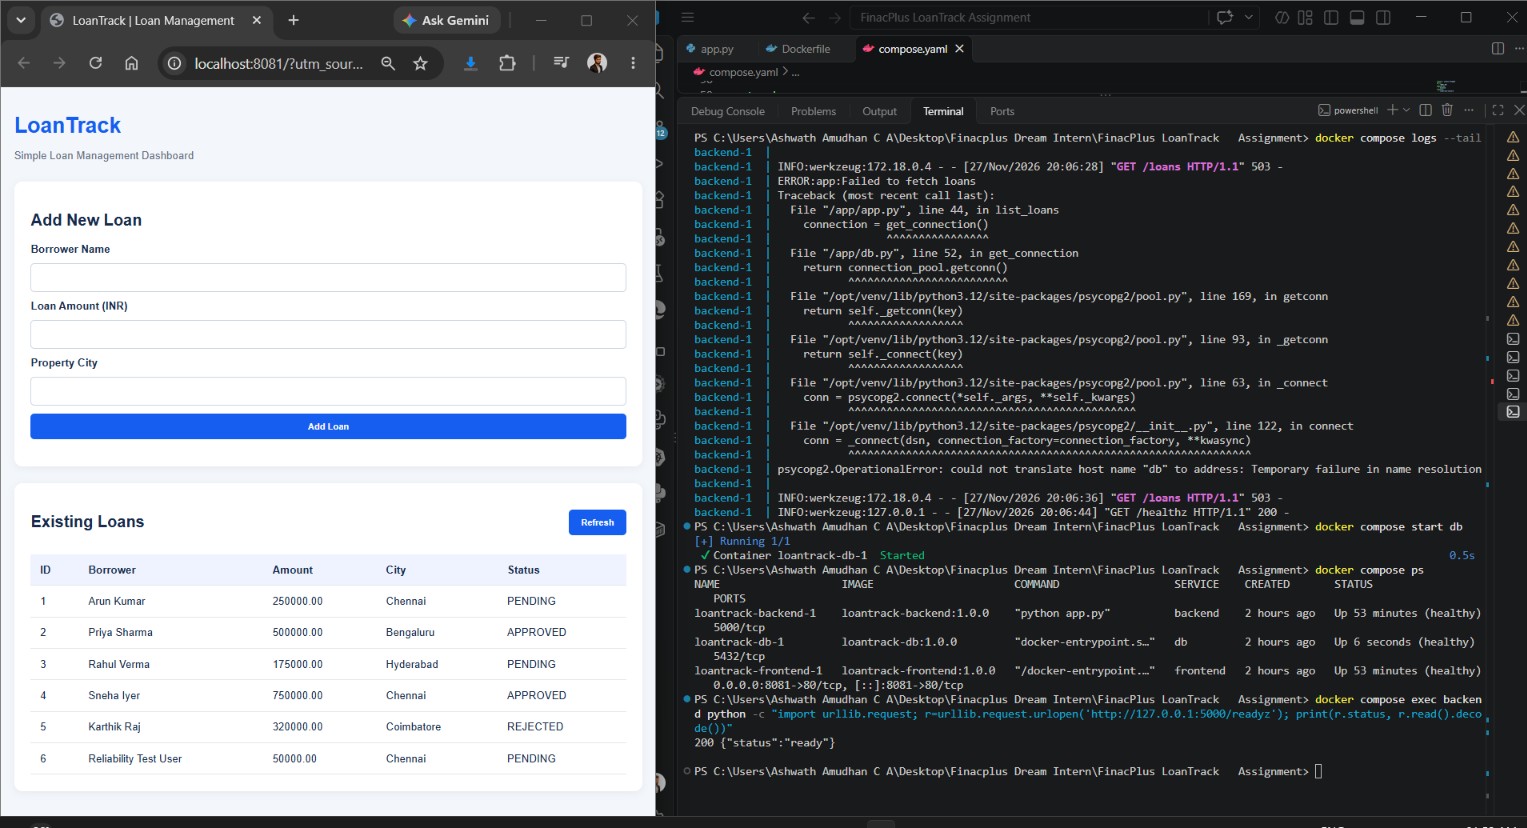 LoanTrack | Loan Management
Ask Gemini
localhost:8081/?utm_sour...
LoanTrack
Simple Loan Management Dashboard
Add New Loan
Borrower Name
Loan Amount (INR)
Property City
Add Loan
Existing Loans
Refresh
ID Borrower Amount City Status
1 Arun Kumar 250000.00 Chennai PENDING
2 Priya Sharma 500000.00 Bengaluru APPROVED
3 Rahul Verma 175000.00 Hyderabad PENDING
4 Sneha Iyer 750000.00 Chennai APPROVED
5 Karthik Raj 320000.00 Coimbatore REJECTED
6 Reliability Test User 50000.00 Chennai PENDING
FinacPlus LoanTrack Assignment
app.py Dockerfile compose.yaml
compose.yaml > ...
12
Debug Console Problems Output Terminal Ports
powershell
PS C:\Users\Ashwath Amudhan C A\Desktop\Finacplus Dream Intern\FinacPlus LoanTrack   Assignment> docker compose logs --tail
backend-1  |
backend-1  | INFO:werkzeug:172.18.0.4 - - [27/Nov/2026 20:06:28] "GET /loans HTTP/1.1" 503 -
backend-1  | ERROR:app:Failed to fetch loans
backend-1  | Traceback (most recent call last):
backend-1  |   File "/app/app.py", line 44, in list_loans
backend-1  |     connection = get_connection()
backend-1  |                  ^^^^^^^^^^^^^^^^
backend-1  |   File "/app/db.py", line 52, in get_connection
backend-1  |     return connection_pool.getconn()
backend-1  |            ^^^^^^^^^^^^^^^^^^^^^^^^^
backend-1  |   File "/opt/venv/lib/python3.12/site-packages/psycopg2/pool.py", line 169, in getconn
backend-1  |     return self._getconn(key)
backend-1  |            ^^^^^^^^^^^^^^^^^^
backend-1  |   File "/opt/venv/lib/python3.12/site-packages/psycopg2/pool.py", line 93, in _getconn
backend-1  |     return self._connect(key)
backend-1  |            ^^^^^^^^^^^^^^^^^^
backend-1  |   File "/opt/venv/lib/python3.12/site-packages/psycopg2/pool.py", line 63, in _connect
backend-1  |     conn = psycopg2.connect(*self._args, **self._kwargs)
backend-1  |            ^^^^^^^^^^^^^^^^^^^^^^^^^^^^^^^^^^^^^^^^^^^^^
backend-1  |   File "/opt/venv/lib/python3.12/site-packages/psycopg2/__init__.py", line 122, in connect
backend-1  |     conn = _connect(dsn, connection_factory=connection_factory, **kwasync)
backend-1  |            ^^^^^^^^^^^^^^^^^^^^^^^^^^^^^^^^^^^^^^^^^^^^^^^^^^^^^^^^^^^^^^^
backend-1  | psycopg2.OperationalError: could not translate host name "db" to address: Temporary failure in name resolution
backend-1  |
backend-1  | INFO:werkzeug:172.18.0.4 - - [27/Nov/2026 20:06:36] "GET /loans HTTP/1.1" 503 -
backend-1  | INFO:werkzeug:127.0.0.1 - - [27/Nov/2026 20:06:44] "GET /healthz HTTP/1.1" 200 -
PS C:\Users\Ashwath Amudhan C A\Desktop\Finacplus Dream Intern\FinacPlus LoanTrack   Assignment> docker compose start db
[+] Running 1/1
✓ Container loantrack-db-1  Started 0.5s
PS C:\Users\Ashwath Amudhan C A\Desktop\Finacplus Dream Intern\FinacPlus LoanTrack   Assignment> docker compose ps
NAME IMAGE COMMAND SERVICE CREATED STATUS
PORTS
loantrack-backend-1 loantrack-backend:1.0.0 "python app.py" backend 2 hours ago Up 53 minutes (healthy)
5000/tcp
loantrack-db-1 loantrack-db:1.0.0 "docker-entrypoint.s…" db 2 hours ago Up 6 seconds (healthy)
5432/tcp
loantrack-frontend-1 loantrack-frontend:1.0.0 "/docker-entrypoint.…" frontend 2 hours ago Up 53 minutes (healthy)
0.0.0.0:8081->80/tcp, [::]:8081->80/tcp
PS C:\Users\Ashwath Amudhan C A\Desktop\Finacplus Dream Intern\FinacPlus LoanTrack   Assignment> docker compose exec backen
d python -c "import urllib.request; r=urllib.request.urlopen('http://127.0.0.1:5000/readyz'); print(r.status, r.read().deco
de())"
200 {"status":"ready"}
PS C:\Users\Ashwath Amudhan C A\Desktop\Finacplus Dream Intern\FinacPlus LoanTrack   Assignment>